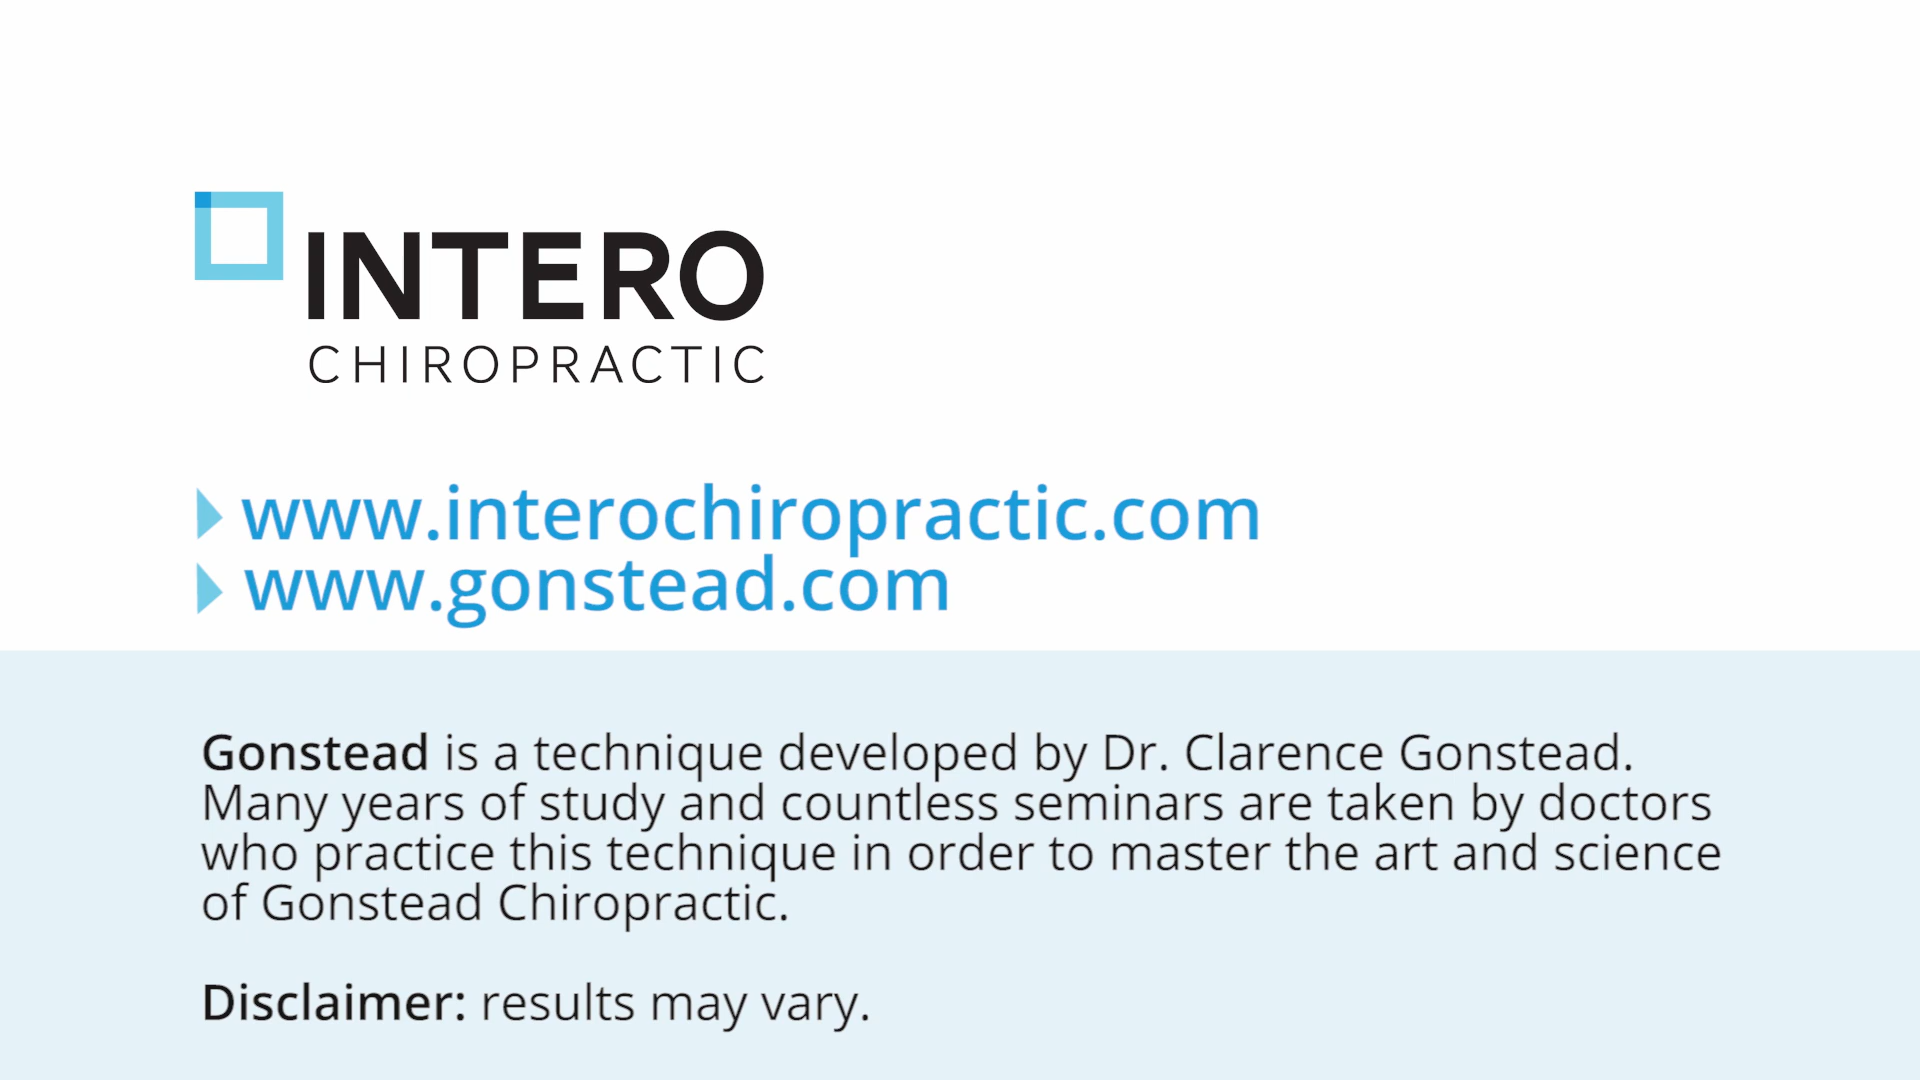 INTERO
CHIROPRACTIC
www.interochiropractic.com
www.gonstead.com
Gonstead is a technique developed by Dr. Clarence Gonstead.
Many years of study and countless seminars are taken by doctors
who practice this technique in order to master the art and science
of Gonstead Chiropractic.
Disclaimer: results may vary.